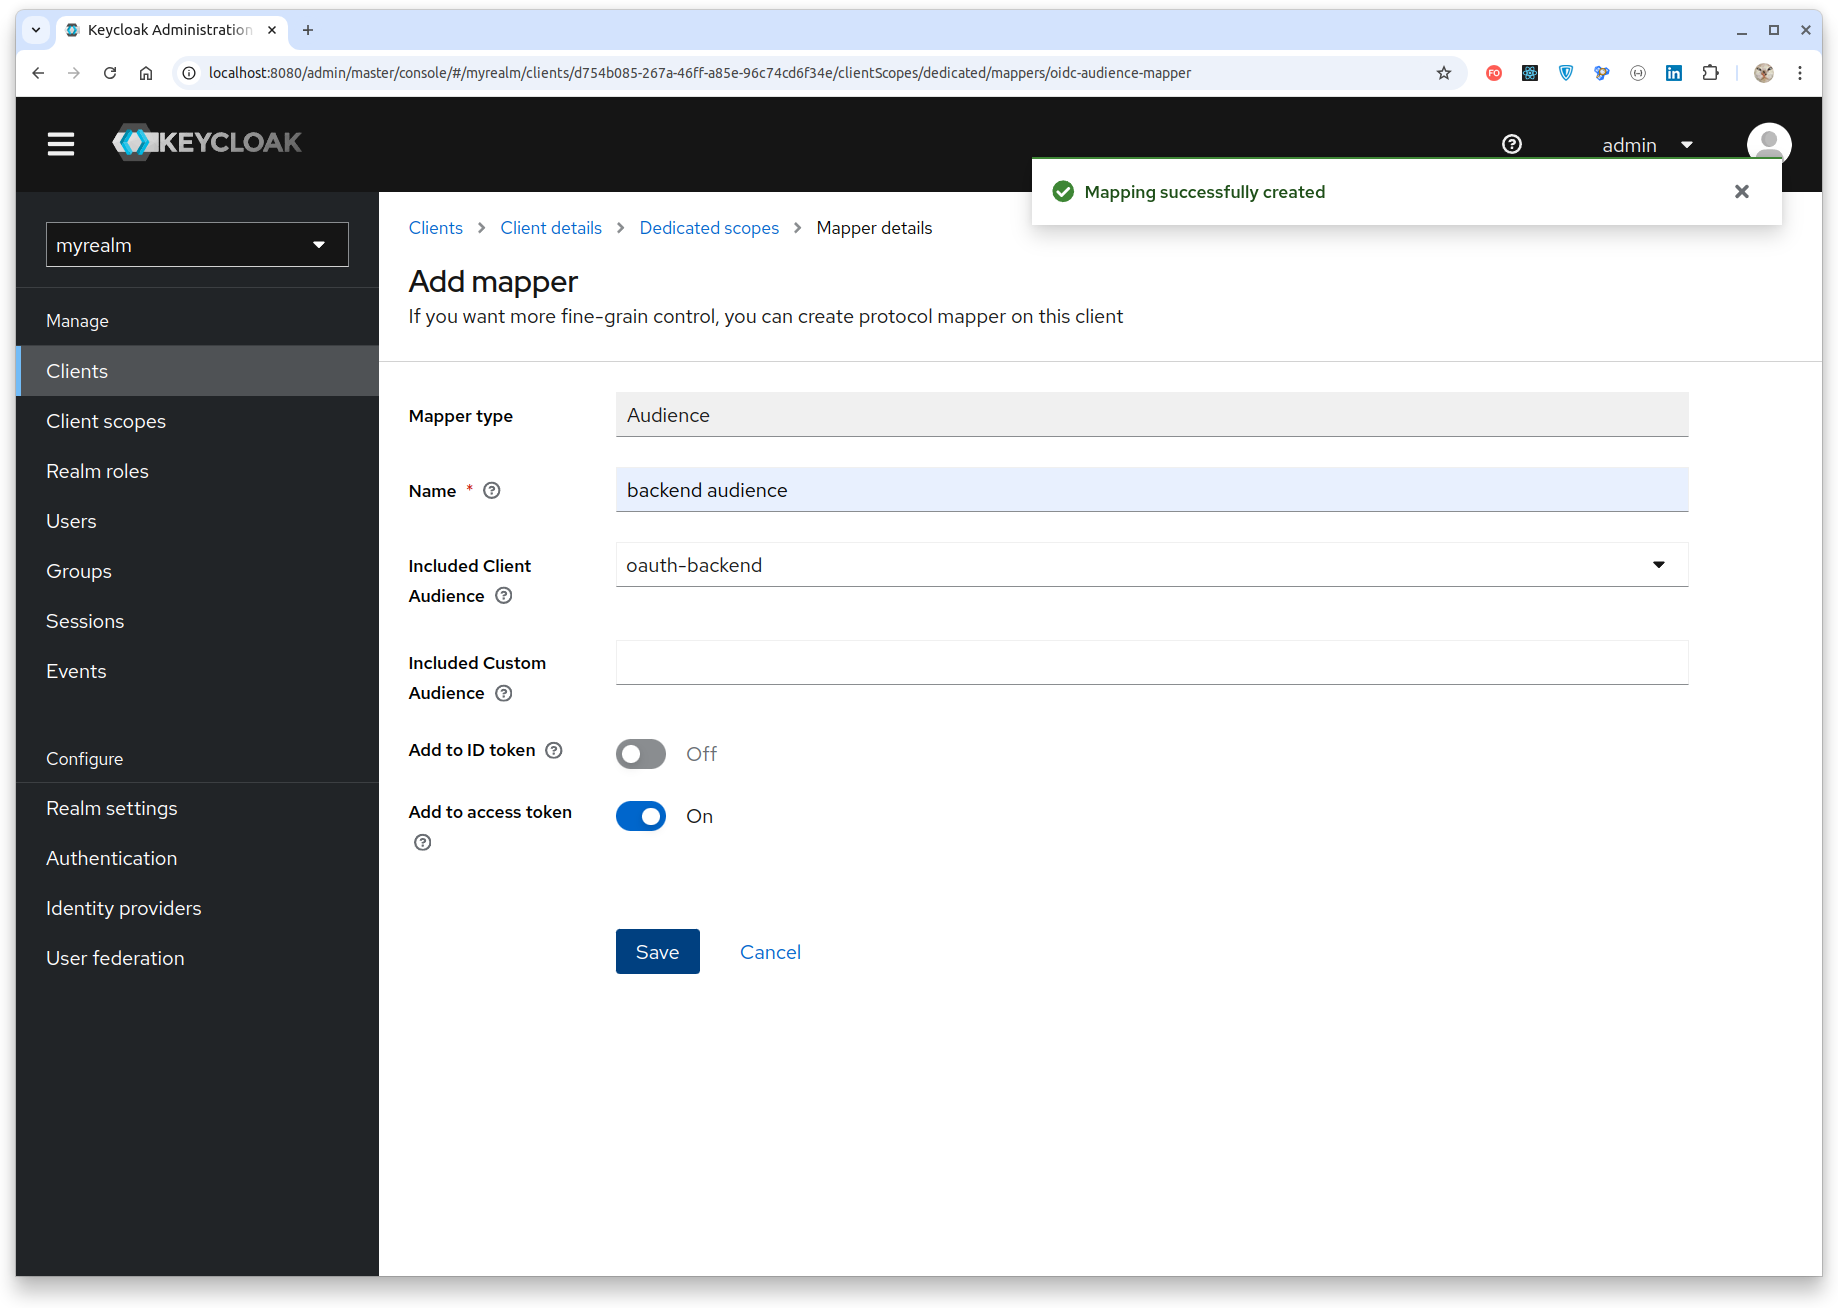 Keycloak Administration
localhost:8080/admin/master/console/#/myrealm/clients/d754b085-267a-46ff-a85e-96c74cd6f34e/clientScopes/dedicated/mappers/oidc-audience-mapper
FO
in
KEYCLOAK
admin
Mapping successfully created
myrealm
Manage
Clients
Client scopes
Realm roles
Users
Groups
Sessions
Events
Configure
Realm settings
Authentication
Identity providers
User federation
Clients > Client details > Dedicated scopes > Mapper details
Add mapper
If you want more fine-grain control, you can create protocol mapper on this client
Mapper type
Audience
Name *
backend audience
Included Client
Audience
oauth-backend
Included Custom
Audience
Add to ID token
Off
Add to access token
On
Save
Cancel